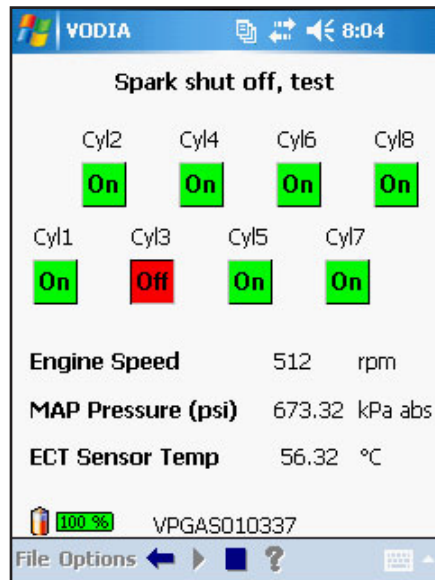 VODIA 8:04
Spark shut off, test
Cyl2 Cyl4 Cyl6 Cyl8
On On On On
Cyl1 Cyl3 Cyl5 Cyl7
On Off On On
Engine Speed 512 rpm
MAP Pressure (psi) 673.32 kPa abs
ECT Sensor Temp 56.32 °C
100 % VPGAS010337
File Options ?